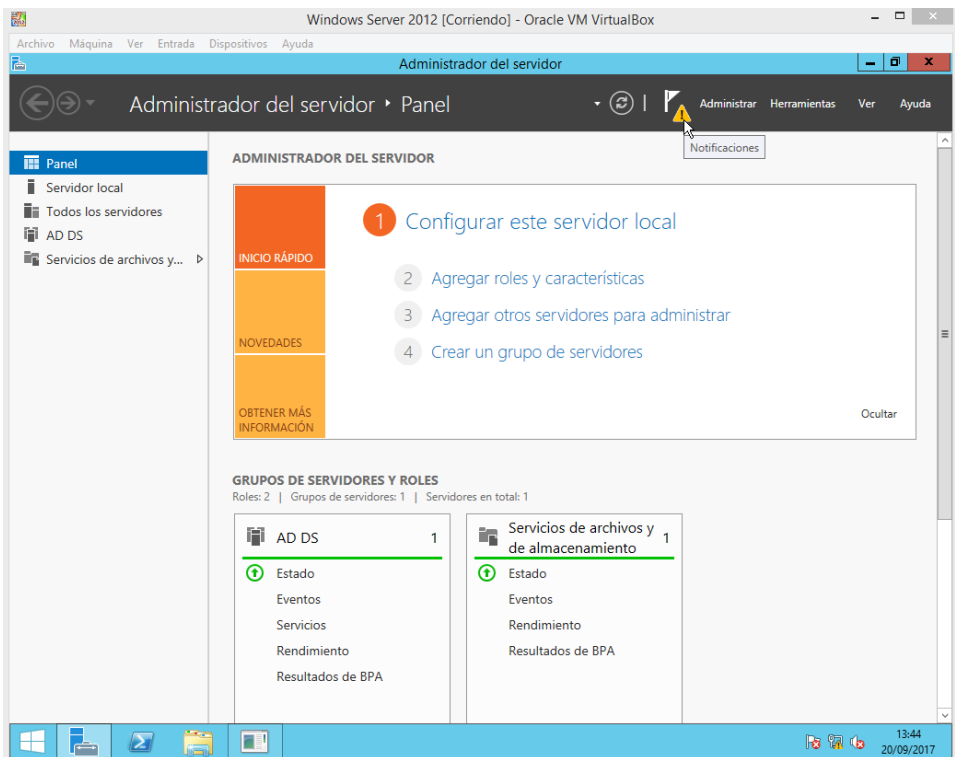 Windows Server 2012 [Corriendo] - Oracle VM VirtualBox
Archivo Máquina Ver Entrada Dispositivos Ayuda
Administrador del servidor
Administrador del servidor ‣ Panel
Administrar Herramientas Ver Ayuda
Notificaciones
Panel
Servidor local
Todos los servidores
AD DS
Servicios de archivos y...
ADMINISTRADOR DEL SERVIDOR
INICIO RÁPIDO
NOVEDADES
OBTENER MÁS
INFORMACIÓN
1 Configurar este servidor local
2 Agregar roles y características
3 Agregar otros servidores para administrar
4 Crear un grupo de servidores
Ocultar
GRUPOS DE SERVIDORES Y ROLES
Roles: 2 | Grupos de servidores: 1 | Servidores en total: 1
AD DS 1
Estado
Eventos
Servicios
Rendimiento
Resultados de BPA
Servicios de archivos y
de almacenamiento 1
Estado
Eventos
Rendimiento
Resultados de BPA
13:44
20/09/2017